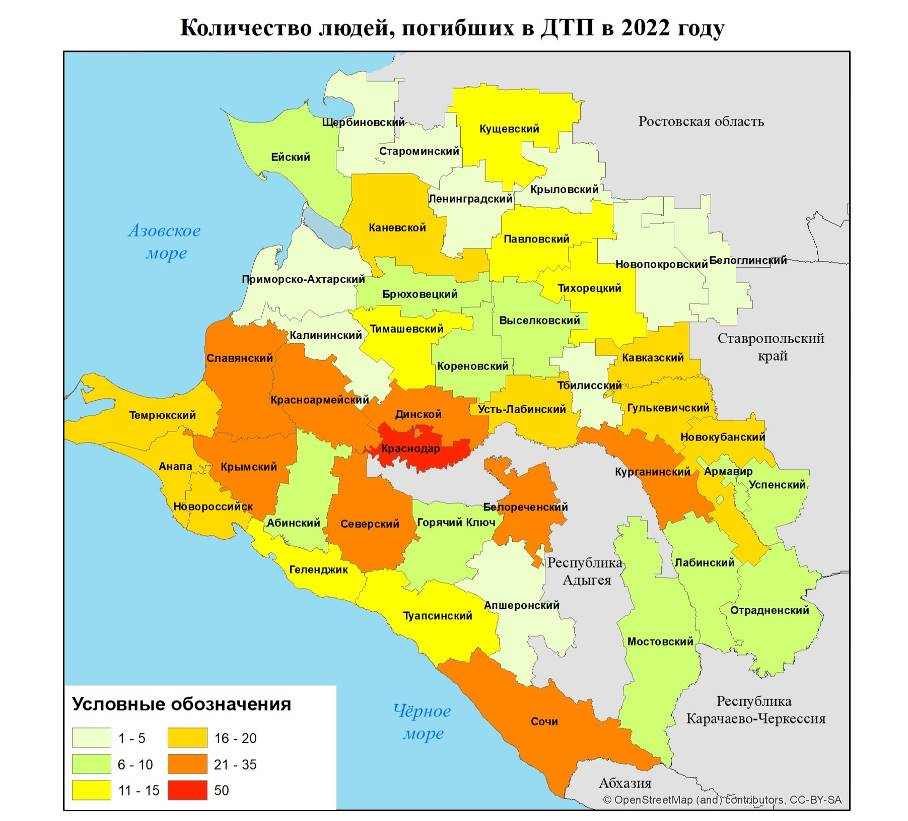 Количество людей, погибших в ДТП в 2022 году
Щербиновский
Ростовская область
Кущевский
Староминский
Ейский
Крыловский
Ленинградский
Каневской
Азовское
море
Павловский
Новопокровский
Белоглинский
Приморско-Ахтарский
Тихорецкий
Брюховецкий
Выселковский
Тимашевский
Калининский
Ставропольский
край
Славянский
Кавказский
Кореновский
Тбилисский
Красноармейский
Усть-Лабинский
Гулькевичский
Темрюкский
Динской
Новокубанский
Краснодар
Анапа
Крымский
Курганинский
Армавир
Успенский
Новороссийск
Белореченский
Абинский
Северский
Горячий Ключ
Республика
Адыгея
Лабинский
Геленджик
Апшеронский
Отрадненский
Туапсинский
Мостовский
Республика
Карачаево-Черкессия
Чёрное
море
Сочи
Абхазия
Условные обозначения
1 - 5
16 - 20
6 - 10
21 - 35
11 - 15
50
© OpenStreetMap (and) contributors, CC-BY-SA